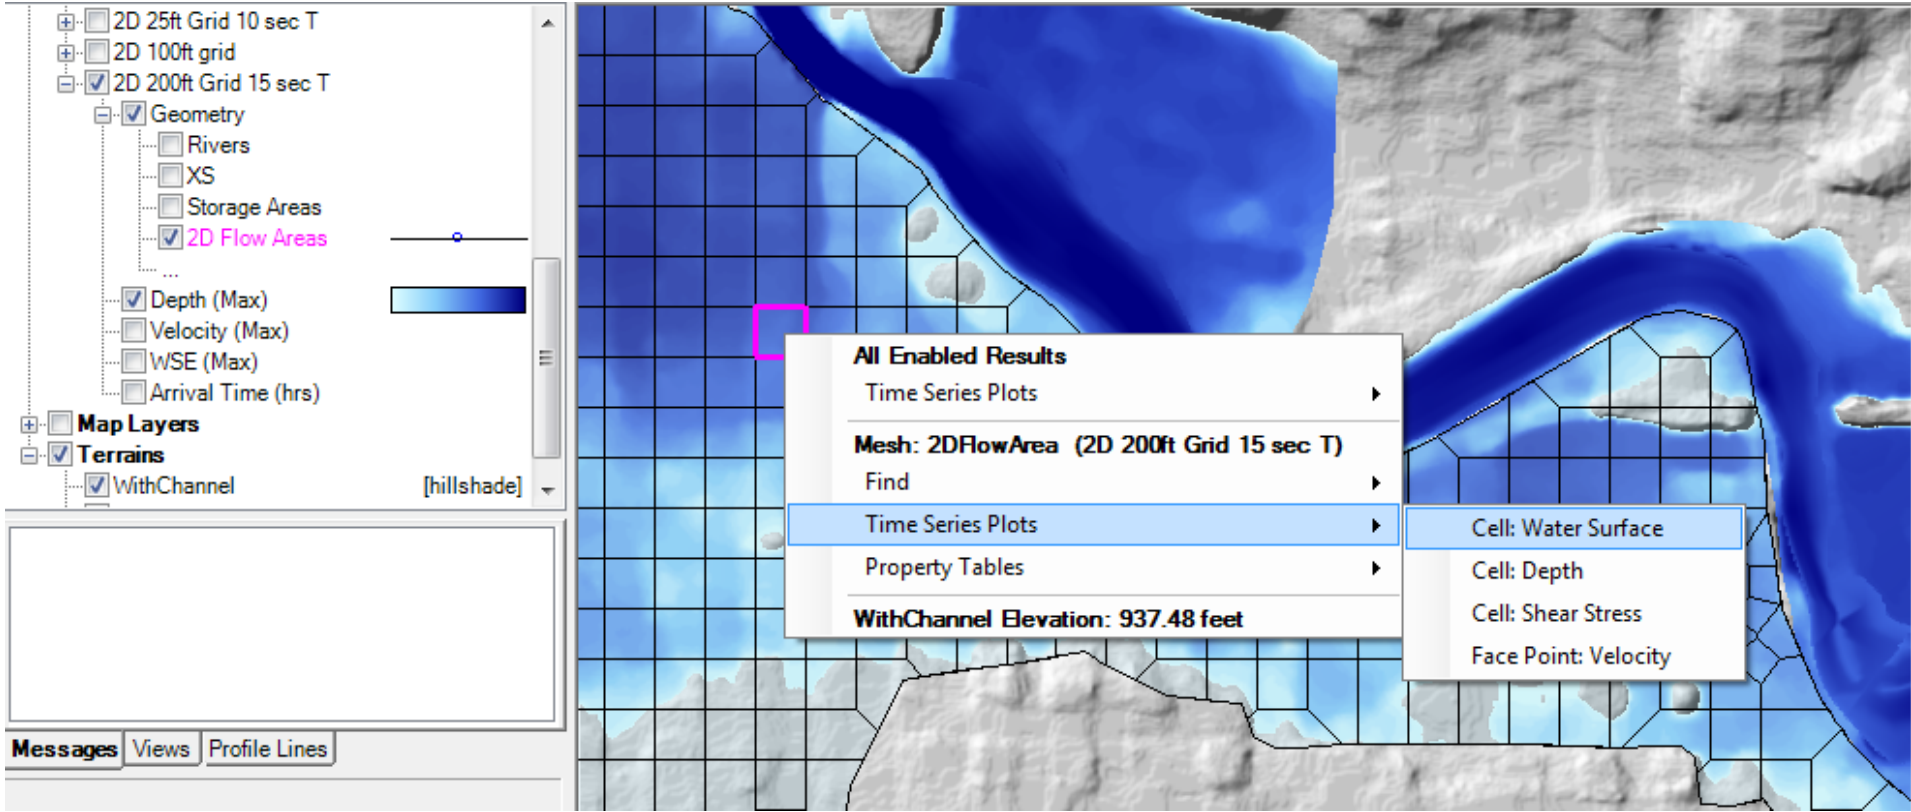 2D 25ft Grid 10 sec T
2D 100ft grid
2D 200ft Grid 15 sec T
Geometry
Rivers
XS
Storage Areas
2D Flow Areas
...
Depth (Max)
Velocity (Max)
WSE (Max)
Arrival Time (hrs)
Map Layers
Terrains
WithChannel [hillshade]
Messages Views Profile Lines
All Enabled Results
Time Series Plots
Mesh: 2DFlowArea (2D 200ft Grid 15 sec T)
Find
Time Series Plots
Property Tables
WithChannel Elevation: 937.48 feet
Cell: Water Surface
Cell: Depth
Cell: Shear Stress
Face Point: Velocity